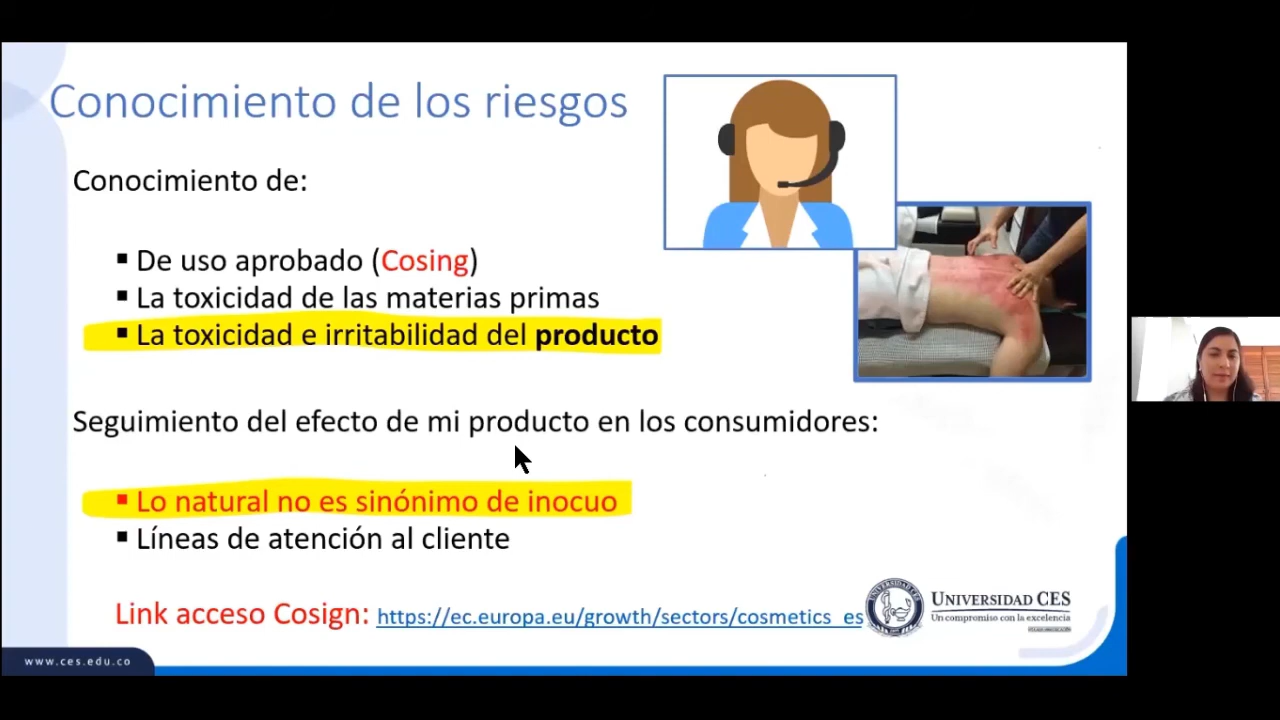 Conocimiento de los riesgos
Conocimiento de:
▪ De uso aprobado (Cosing)
▪ La toxicidad de las materias primas
▪ La toxicidad e irritabilidad del producto
Seguimiento del efecto de mi producto en los consumidores:
▪ Lo natural no es sinónimo de inocuo
▪ Líneas de atención al cliente
Link acceso Cosign: https://ec.europa.eu/growth/sectors/cosmetics_es
UNIVERSIDAD CES
Un compromiso con la excelencia
www.ces.edu.co